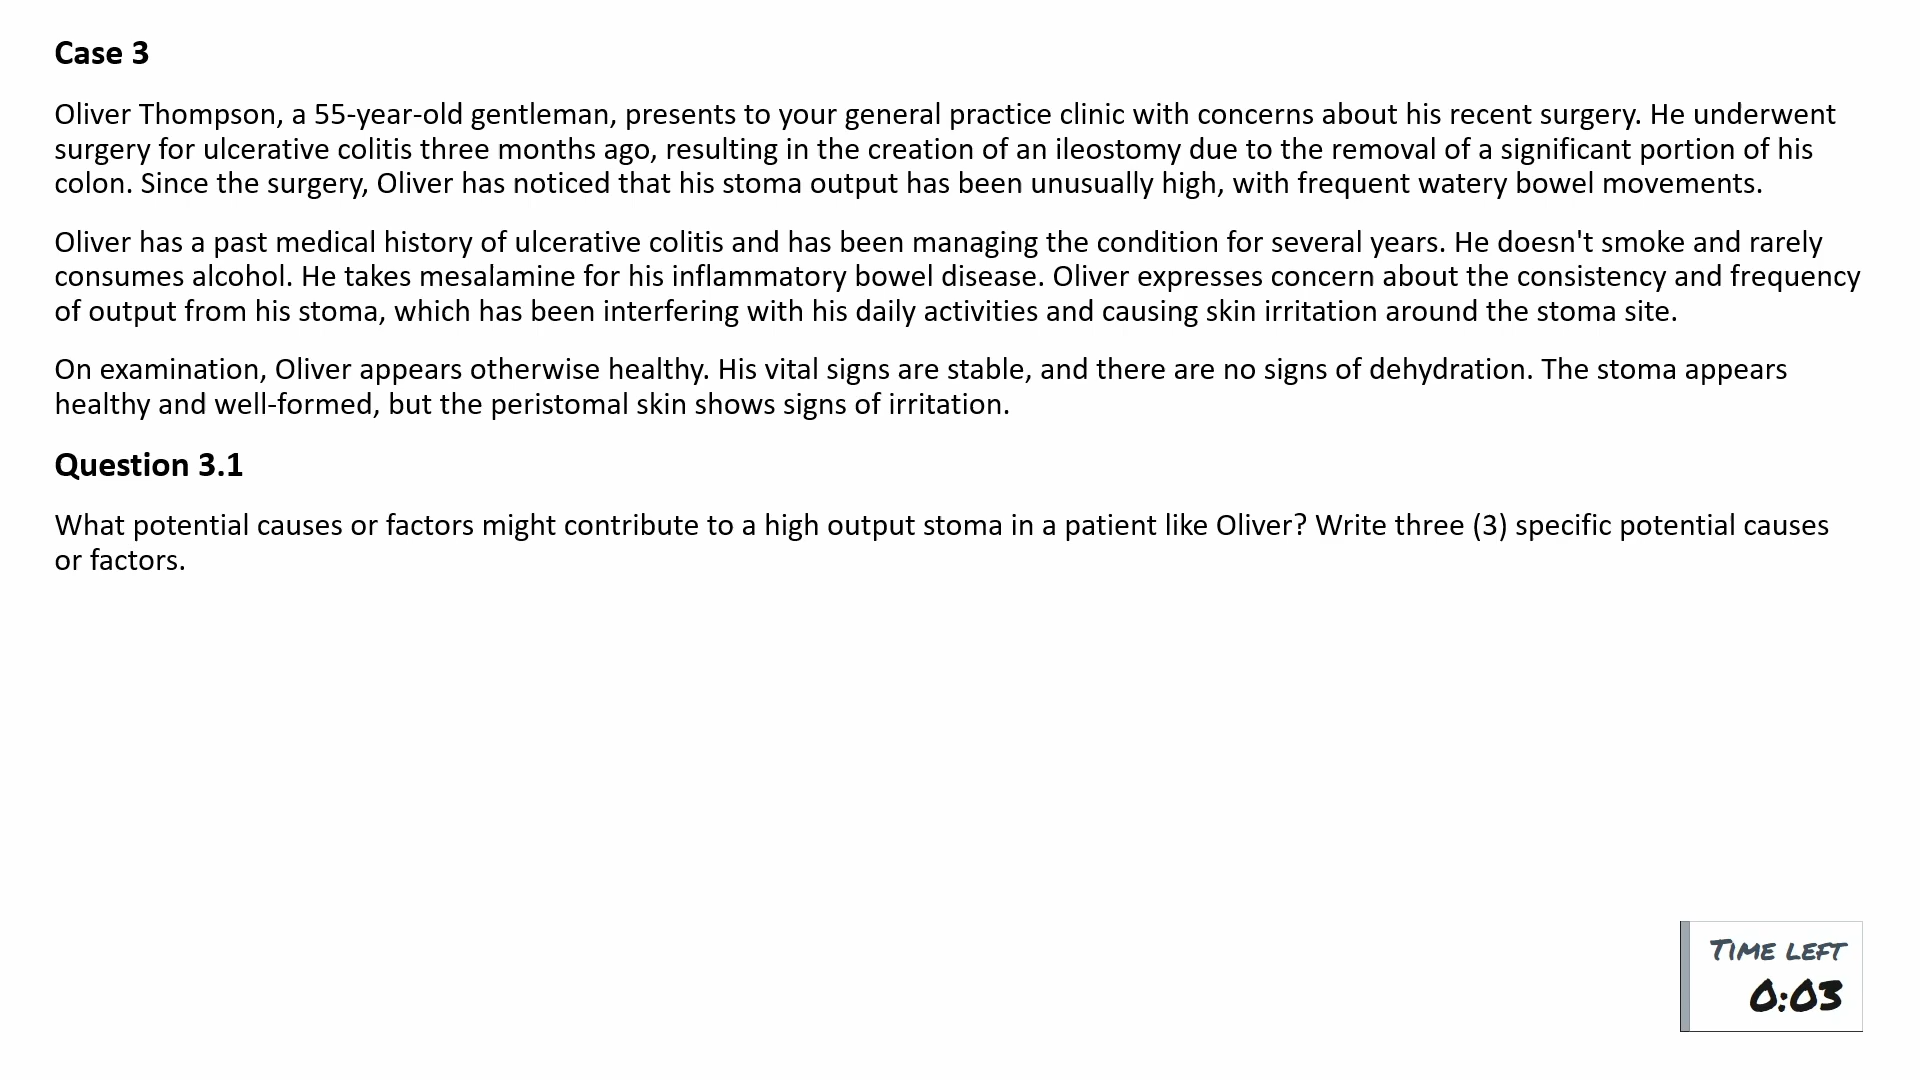 Case 3
Oliver Thompson, a 55-year-old gentleman, presents to your general practice clinic with concerns about his recent surgery. He underwent
surgery for ulcerative colitis three months ago, resulting in the creation of an ileostomy due to the removal of a significant portion of his
colon. Since the surgery, Oliver has noticed that his stoma output has been unusually high, with frequent watery bowel movements.
Oliver has a past medical history of ulcerative colitis and has been managing the condition for several years. He doesn't smoke and rarely
consumes alcohol. He takes mesalamine for his inflammatory bowel disease. Oliver expresses concern about the consistency and frequency
of output from his stoma, which has been interfering with his daily activities and causing skin irritation around the stoma site.
On examination, Oliver appears otherwise healthy. His vital signs are stable, and there are no signs of dehydration. The stoma appears
healthy and well-formed, but the peristomal skin shows signs of irritation.
Question 3.1
What potential causes or factors might contribute to a high output stoma in a patient like Oliver? Write three (3) specific potential causes
or factors.
TIME LEFT
0:03